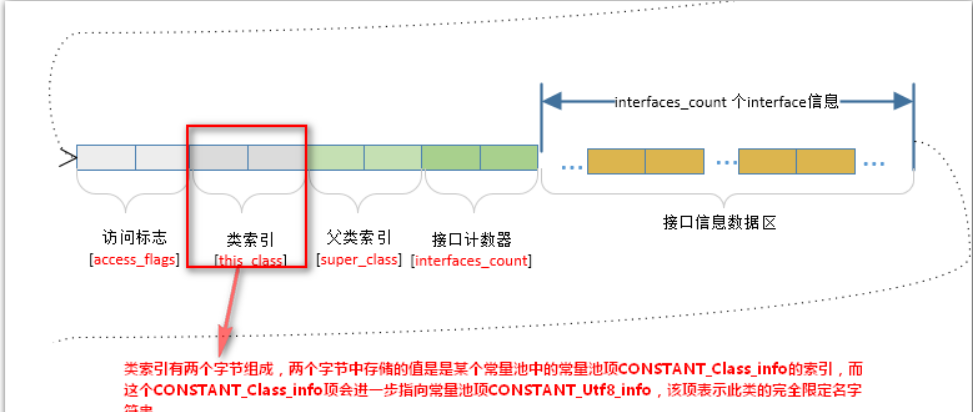 interfaces_count 个interface信息
访问标志
[access_flags]
类索引
[this_class]
父类索引
[super_class]
接口计数器
[interfaces_count]
接口信息数据区
类索引有两个字节组成，两个字节中存储的值是是某个常量池中的常量池项CONSTANT_Class_info的索引，而
这个CONSTANT_Class_info项会进一步指向常量池项CONSTANT_Utf8_info，该项表示此类的完全限定名字